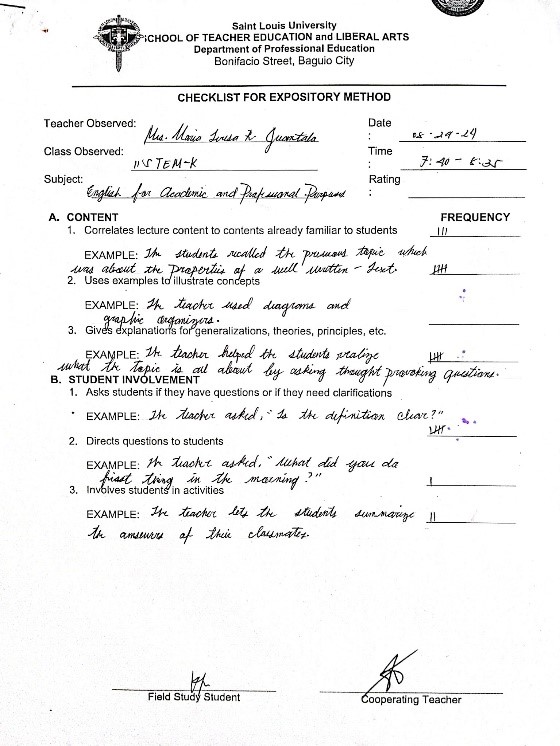 Saint Louis University
SCHOOL OF TEACHER EDUCATION and LIBERAL ARTS
Department of Professional Education
Bonifacio Street, Baguio City
CHECKLIST FOR EXPOSITORY METHOD
Teacher Observed: Mrs. Maria Teresa R.
Date : 08-29-24
Class Observed: 11 STEM-K
Time : 7:40 - 8:35
Subject: English for Academic and Profesional Purposes
Rating :
A. CONTENT FREQUENCY
1. Correlates lecture content to contents already familiar to students
EXAMPLE: The students recalled the previous topic which
was about the properties of a well written-text.
2. Uses examples to illustrate concepts
EXAMPLE: The teacher used diagrams and
graphic organizers.
3. Gives explanations for generalizations, theories, principles, etc.
EXAMPLE: The teacher helped the students realize
what the topic is all about by asking thought provoking questions.
B. STUDENT INVOLVEMENT
1. Asks students if they have questions or if they need clarifications
EXAMPLE: The teacher asked, "Is the definition clear?"
2. Directs questions to students
EXAMPLE: The teacher asked, "What did you do
first thing in the morning?"
3. Involves students in activities
EXAMPLE: The teacher lets the students summarize
the answers of their classmates.
Field Study Student
Cooperating Teacher